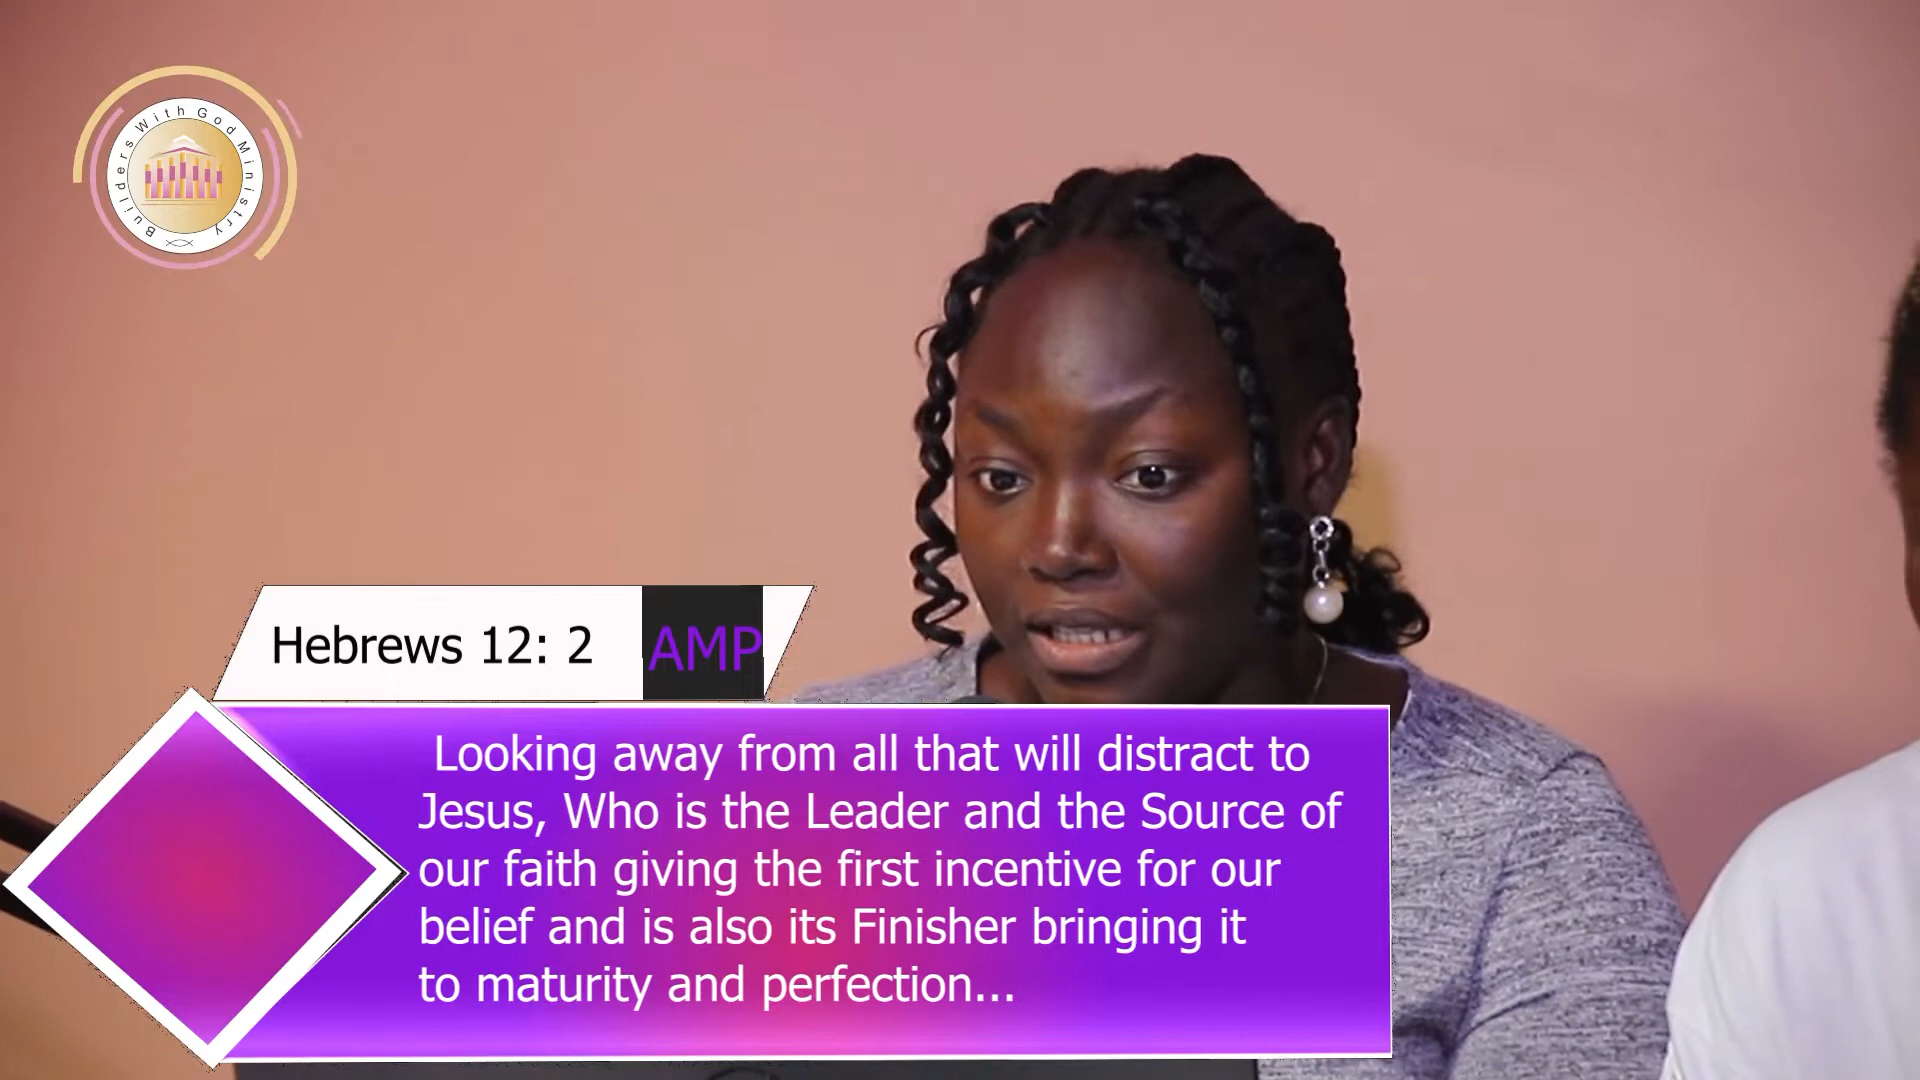 Builders With God Ministry
Hebrews 12: 2 AMP
Looking away from all that will distract to
Jesus, Who is the Leader and the Source of
our faith giving the first incentive for our
belief and is also its Finisher bringing it
to maturity and perfection...